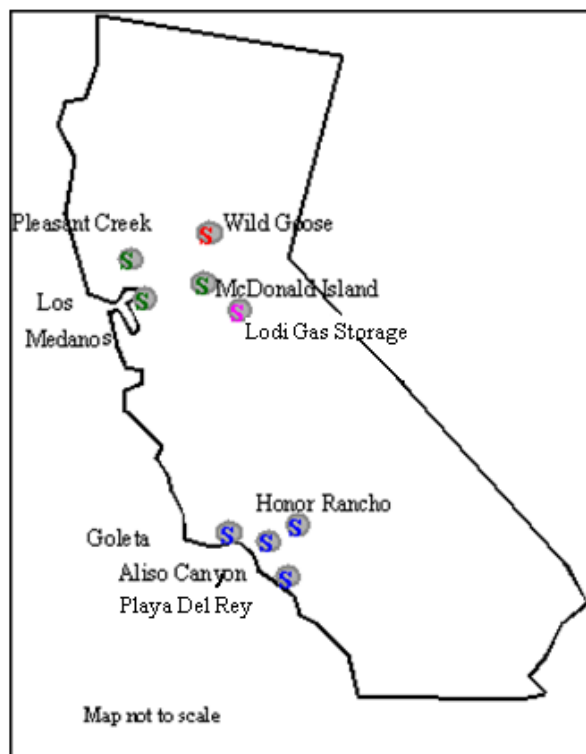 Pleasant Creek
S Wild Goose
S
S McDonald Island
Los
S
S
Lodi Gas Storage
Medanos
Honor Rancho
S
S
S
Goleta
Aliso Canyon
S
Playa Del Rey
Map not to scale